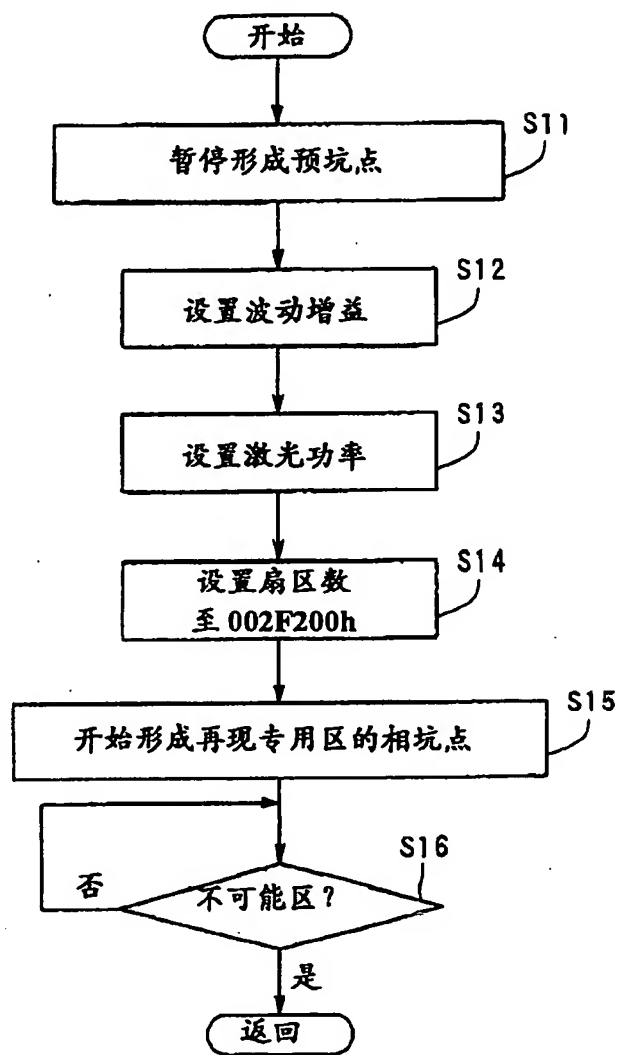 开始
S11
暂停形成预坑点
S12
设置波动增益
S13
设置激光功率
S14
设置扇区数
至 002F200h
S15
开始形成再现专用区的相坑点
S16
不可能区？
否
是
返回